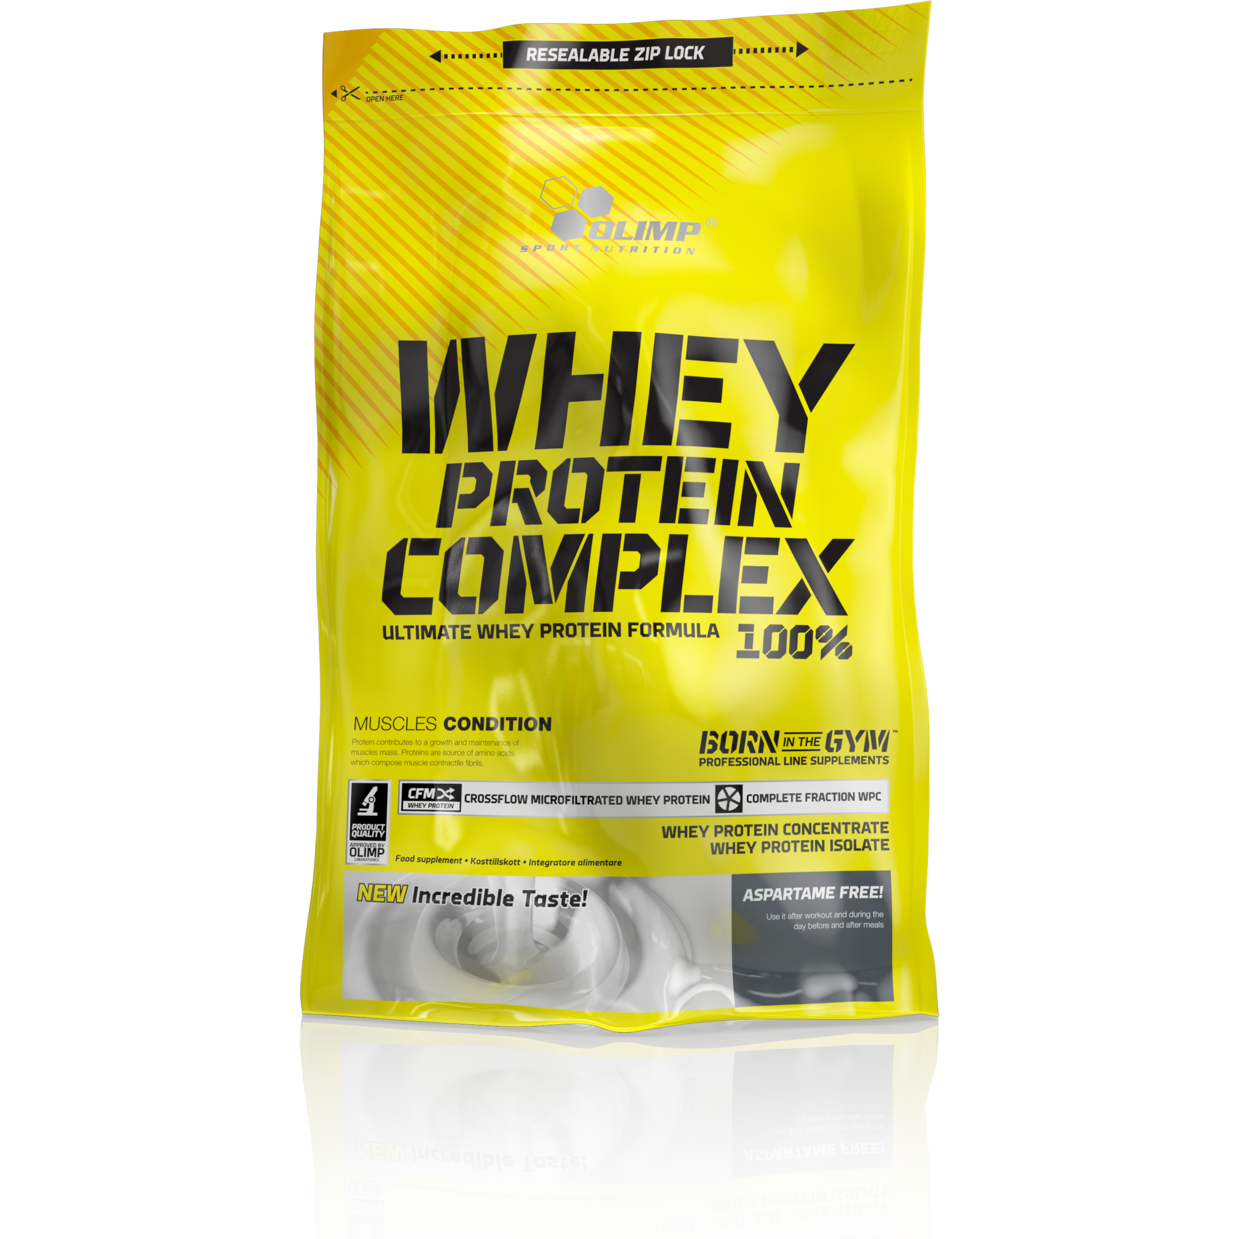 RESEALABLE ZIP LOCK
OPEN HERE
OLIMP®
SPORT NUTRITION
WHEY
PROTEIN
COMPLEX
ULTIMATE WHEY PROTEIN FORMULA 100%
MUSCLES CONDITION
Protein contributes to a growth and maintenance of
muscles mass. Proteins are source of amino acids
which compose muscle contractile fibrils.
BORN IN THE GYM™
PROFESSIONAL LINE SUPPLEMENTS
PRODUCT
QUALITY
APPROVED BY
OLIMP
LABORATORIES
CFM
WHEY PROTEIN
CROSSFLOW MICROFILTRATED WHEY PROTEIN
COMPLETE FRACTION WPC
WHEY PROTEIN CONCENTRATE
WHEY PROTEIN ISOLATE
Food supplement • Kosttillskott • Integratore alimentare
NEW Incredible Taste!
ASPARTAME FREE!
Use it after workout and during the
day before and after meals